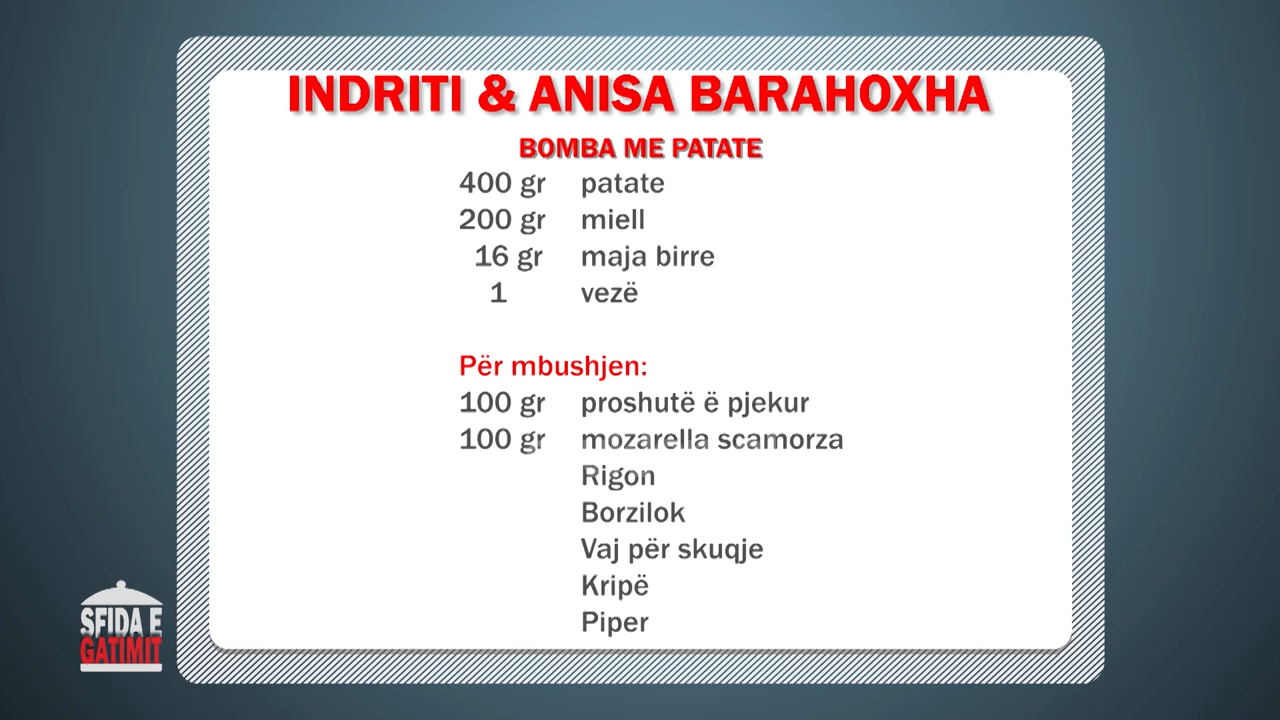 INDRITI & ANISA BARAHOXHA
BOMBA ME PATATE
400 gr patate
200 gr miell
16 gr maja birre
1 vezë
Për mbushjen:
100 gr proshutë ë pjekur
100 gr mozarella scamorza
Rigon
Borzilok
Vaj për skuqje
Kripë
Piper
SFIDA E
GATIMIT